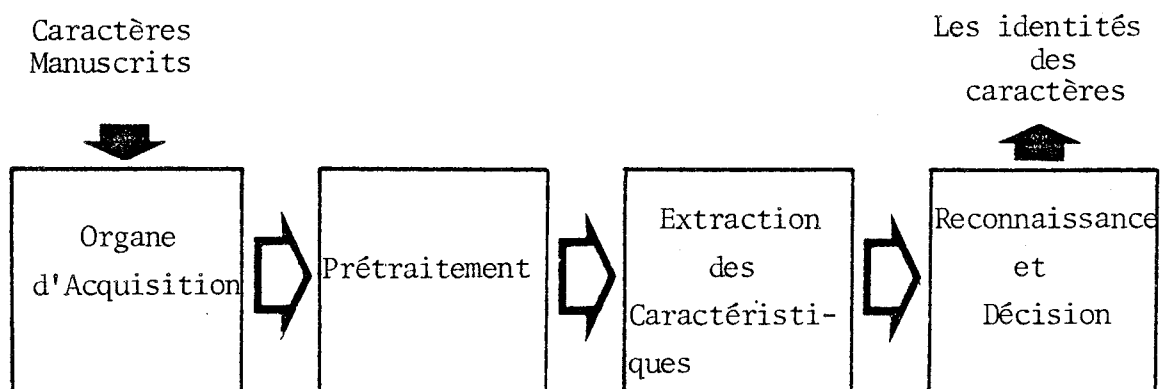 Caractères
Manuscrits
Les identités
des
caractères
Organe
d'Acquisition
Prétraitement
Extraction
des
Caractéristi-
ques
Reconnaissance
et
Décision